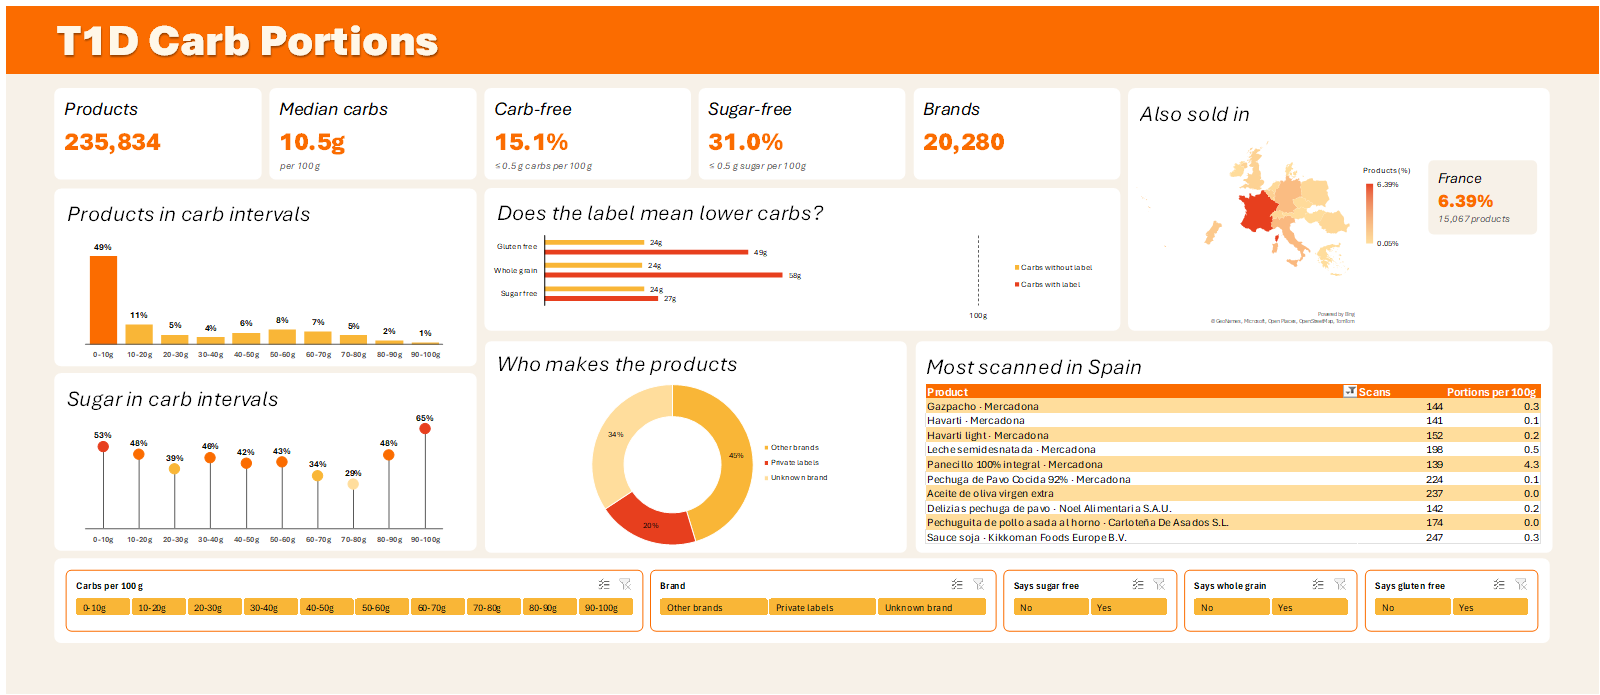 T1D Carb Portions
Products
235,834
Median carbs
10.5g
per 100g
Carb-free
15.1%
≤ 0.5 g carbs per 100g
Sugar-free
31.0%
≤ 0.5 g sugar per 100g
Brands
20,280
Also sold in
Products (%)
6.39%
0.05%
France
6.39%
15,067 products
Powered by Bing
© GeoNames, Microsoft, Open Places, OpenStreetMap, TomTom
Products in carb intervals
49%
11%
5%
4%
6%
8%
7%
5%
2%
1%
0-10g 10-20g 20-30g 30-40g 40-50g 50-60g 60-70g 70-80g 80-90g 90-100g
Does the label mean lower carbs?
Gluten free
24g
49g
Whole grain
24g
58g
Sugar free
24g
27g
100g
Carbs without label
Carbs with label
Sugar in carb intervals
53%
48%
39%
46%
42%
43%
34%
29%
48%
65%
0-10g 10-20g 20-30g 30-40g 40-50g 50-60g 60-70g 70-80g 80-90g 90-100g
Who makes the products
34%
45%
20%
Other brands
Private labels
Unknown brand
Most scanned in Spain
Product Scans Portions per 100g
Gazpacho · Mercadona 144 0.3
Havarti · Mercadona 141 0.1
Havarti light · Mercadona 152 0.2
Leche semidesnatada · Mercadona 198 0.5
Panecillo 100% integral · Mercadona 139 4.3
Pechuga de Pavo Cocida 92% · Mercadona 224 0.1
Aceite de oliva virgen extra 237 0.0
Delizias pechuga de pavo · Noel Alimentaria S.A.U. 142 0.2
Pechuguita de pollo asada al horno · Carloteña De Asados S.L. 174 0.0
Sauce soja · Kikkoman Foods Europe B.V. 247 0.3
Carbs per 100 g
0-10g 10-20g 20-30g 30-40g 40-50g 50-60g 60-70g 70-80g 80-90g 90-100g
Brand
Other brands Private labels Unknown brand
Says sugar free
No Yes
Says whole grain
No Yes
Says gluten free
No Yes